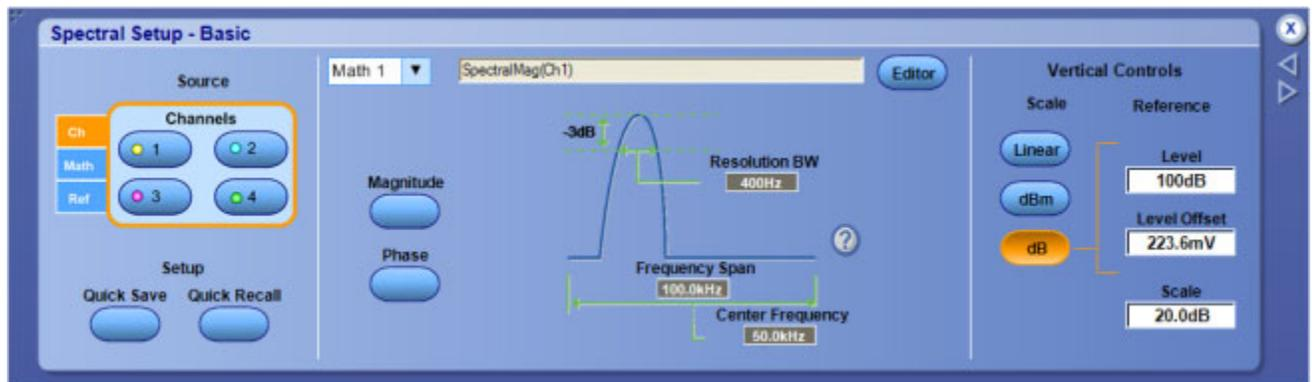 Spectral Setup - Basic
X
Source
Ch
Math
Ref
Channels
1
2
3
4
Setup
Quick Save
Quick Recall
Math 1
SpectralMag(Ch1)
Editor
Magnitude
Phase
-3dB
Resolution BW
400Hz
?
Frequency Span
100.0kHz
Center Frequency
50.0kHz
Vertical Controls
Scale
Linear
dBm
dB
Reference
Level
100dB
Level Offset
223.6mV
Scale
20.0dB